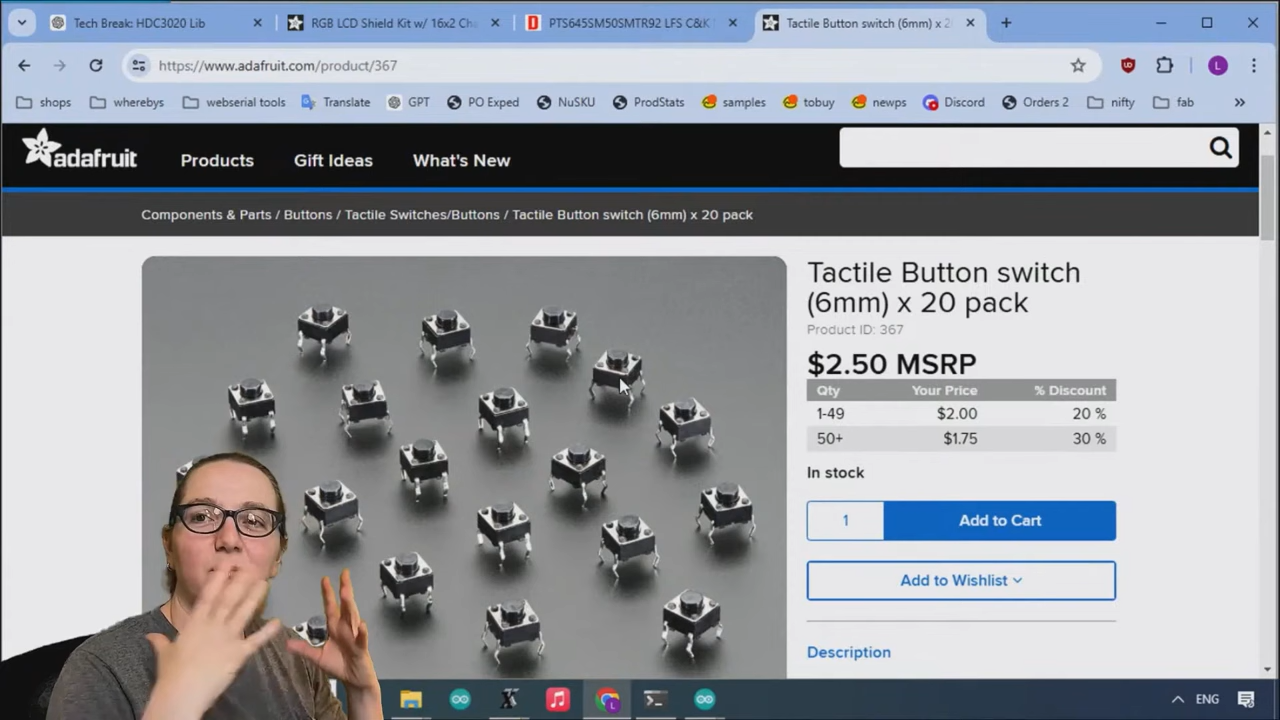 Tech Break: HDC3020 Lib
RGB LCD Shield Kit w/ 16x2 Cha
PTS645SM50SMTR92 LFS C&K
Tactile Button switch (6mm) x 2
https://www.adafruit.com/product/367
L
shops
whereby
webserial tools
Translate
GPT
PO Exped
NuSKU
ProdStats
samples
tobuy
newps
Discord
Orders 2
nifty
fab
adafruit
Products
Gift Ideas
What's New
Components & Parts / Buttons / Tactile Switches/Buttons / Tactile Button switch (6mm) x 20 pack
Tactile Button switch
(6mm) x 20 pack
Product ID: 367
$2.50 MSRP
Qty Your Price % Discount
1-49 $2.00 20 %
50+ $1.75 30 %
In stock
1
Add to Cart
Add to Wishlist
Description
ENG